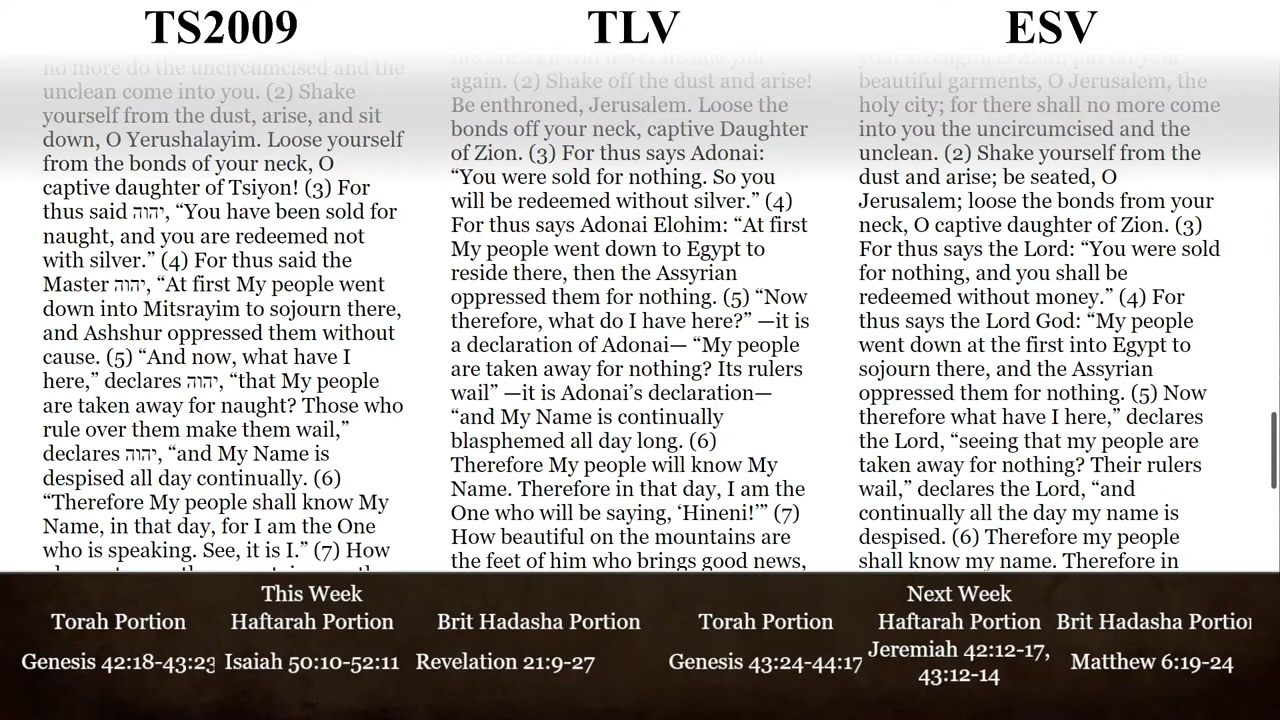 TS2009
no more do the uncircumcised and the
unclean come into you. (2) Shake
yourself from the dust, arise, and sit
down, O Yerushalayim. Loose yourself
from the bonds of your neck, O
captive daughter of Tsiyon! (3) For
thus said יהוה, “You have been sold for
naught, and you are redeemed not
with silver.” (4) For thus said the
Master יהוה, “At first My people went
down into Mitsrayim to sojourn there,
and Ashshur oppressed them without
cause. (5) “And now, what have I
here,” declares יהוה, “that My people
are taken away for naught? Those who
rule over them make them wail,”
declares יהוה, “and My Name is
despised all day continually. (6)
“Therefore My people shall know My
Name, in that day, for I am the One
who is speaking. See, it is I.” (7) How
TLV
again. (2) Shake off the dust and arise!
Be enthroned, Jerusalem. Loose the
bonds off your neck, captive Daughter
of Zion. (3) For thus says Adonai:
“You were sold for nothing. So you
will be redeemed without silver.” (4)
For thus says Adonai Elohim: “At first
My people went down to Egypt to
reside there, then the Assyrian
oppressed them for nothing. (5) “Now
therefore, what do I have here?” —it is
a declaration of Adonai— “My people
are taken away for nothing? Its rulers
wail” —it is Adonai’s declaration—
“and My Name is continually
blasphemed all day long. (6)
Therefore My people will know My
Name. Therefore in that day, I am the
One who will be saying, ‘Hineni!’” (7)
How beautiful on the mountains are
the feet of him who brings good news,
ESV
beautiful garments, O Jerusalem, the
holy city; for there shall no more come
into you the uncircumcised and the
unclean. (2) Shake yourself from the
dust and arise; be seated, O
Jerusalem; loose the bonds from your
neck, O captive daughter of Zion. (3)
For thus says the Lord: “You were sold
for nothing, and you shall be
redeemed without money.” (4) For
thus says the Lord God: “My people
went down at the first into Egypt to
sojourn there, and the Assyrian
oppressed them for nothing. (5) Now
therefore what have I here,” declares
the Lord, “seeing that my people are
taken away for nothing? Their rulers
wail,” declares the Lord, “and
continually all the day my name is
despised. (6) Therefore my people
shall know my name. Therefore in
This Week
Torah Portion
Haftarah Portion
Brit Hadasha Portion
Genesis 42:18-43:23
Isaiah 50:10-52:11
Revelation 21:9-27
Next Week
Torah Portion
Haftarah Portion
Brit Hadasha Portion
Genesis 43:24-44:17
Jeremiah 42:12-17,
43:12-14
Matthew 6:19-24